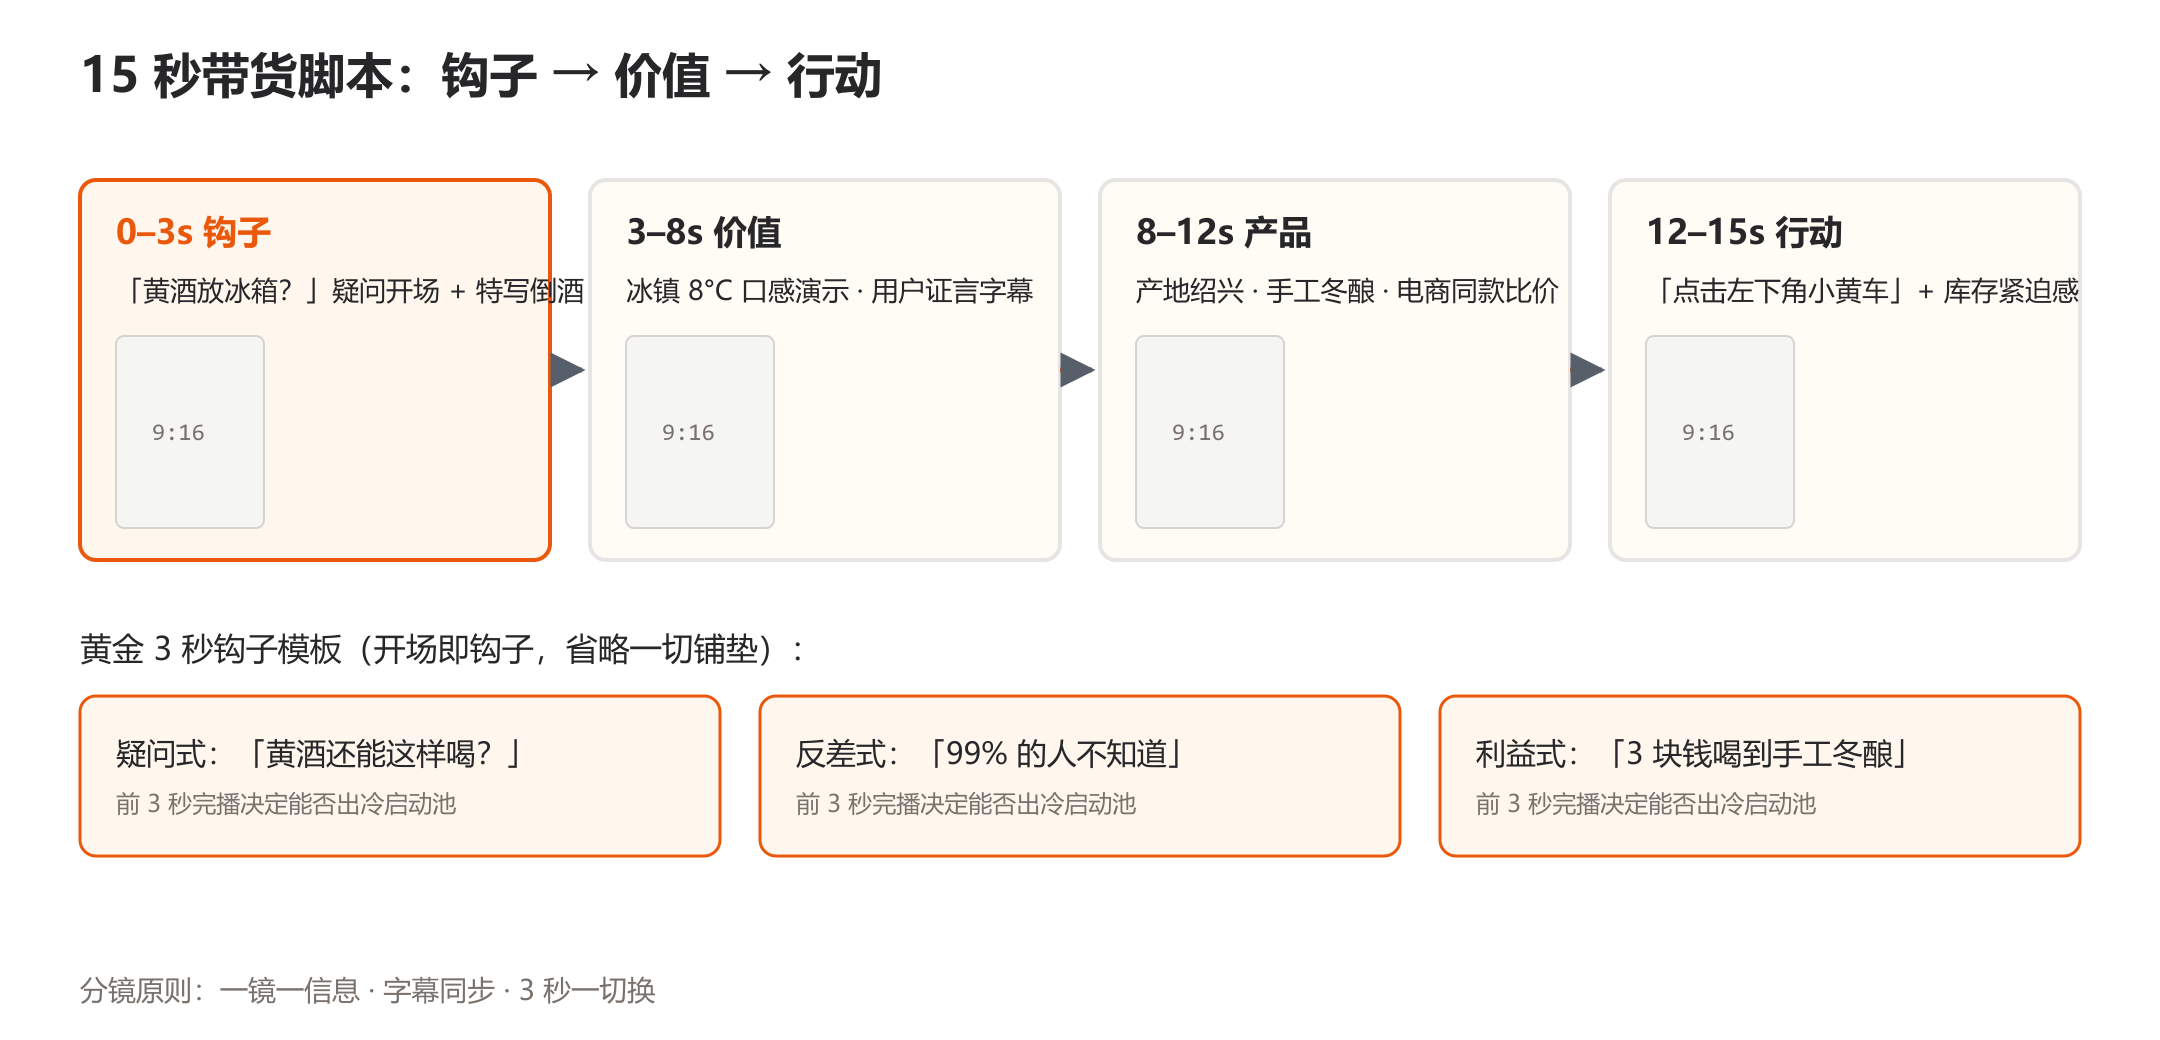 15 秒带货脚本：钩子 → 价值 → 行动
0–3s 钩子
「黄酒放冰箱？」疑问开场 + 特写倒酒
9:16
3–8s 价值
冰镇 8°C 口感演示 · 用户证言字幕
9:16
8–12s 产品
产地绍兴 · 手工冬酿 · 电商同款比价
9:16
12–15s 行动
「点击左下角小黄车」+ 库存紧迫感
9:16
黄金 3 秒钩子模板（开场即钩子，省略一切铺垫）：
疑问式：「黄酒还能这样喝？」
前 3 秒完播决定能否出冷启动池
反差式：「99% 的人不知道」
前 3 秒完播决定能否出冷启动池
利益式：「3 块钱喝到手工冬酿」
前 3 秒完播决定能否出冷启动池
分镜原则：一镜一信息 · 字幕同步 · 3 秒一切换